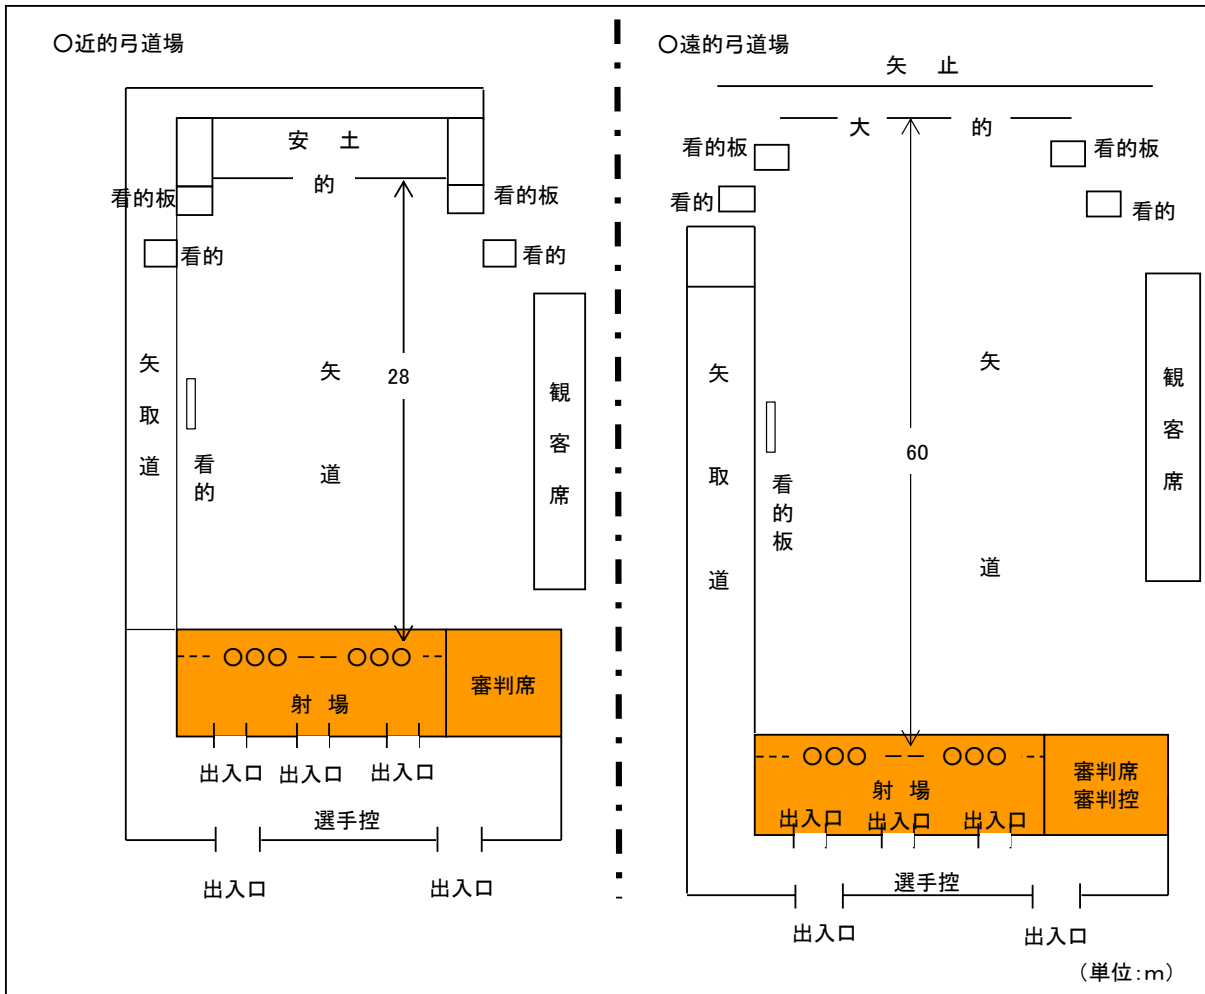 〇近的弓道場
安 土
的
看的板
看的板
看的
看的
矢取道
看的
矢道
28
観客席
---〇〇〇――〇〇〇---
射 場
審判席
出入口
出入口
出入口
選手控
出入口
出入口
〇遠的弓道場
矢 止
大 的
看的板
看的板
看的
看的
矢取道
看的板
矢道
60
観客席
---〇〇〇――〇〇〇---
射 場
審判席
審判控
出入口
出入口
出入口
選手控
出入口
出入口
(単位:m)